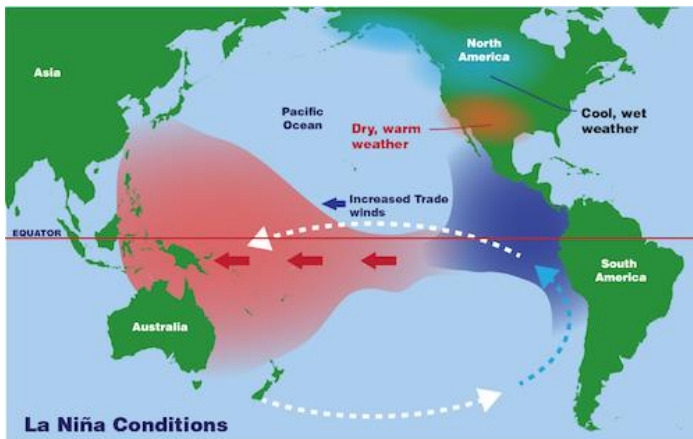 Asia
North
America
Pacific
Ocean
Dry, warm
weather
Cool, wet
weather
Increased Trade
winds
EQUATOR
South
America
Australia
La Niña Conditions